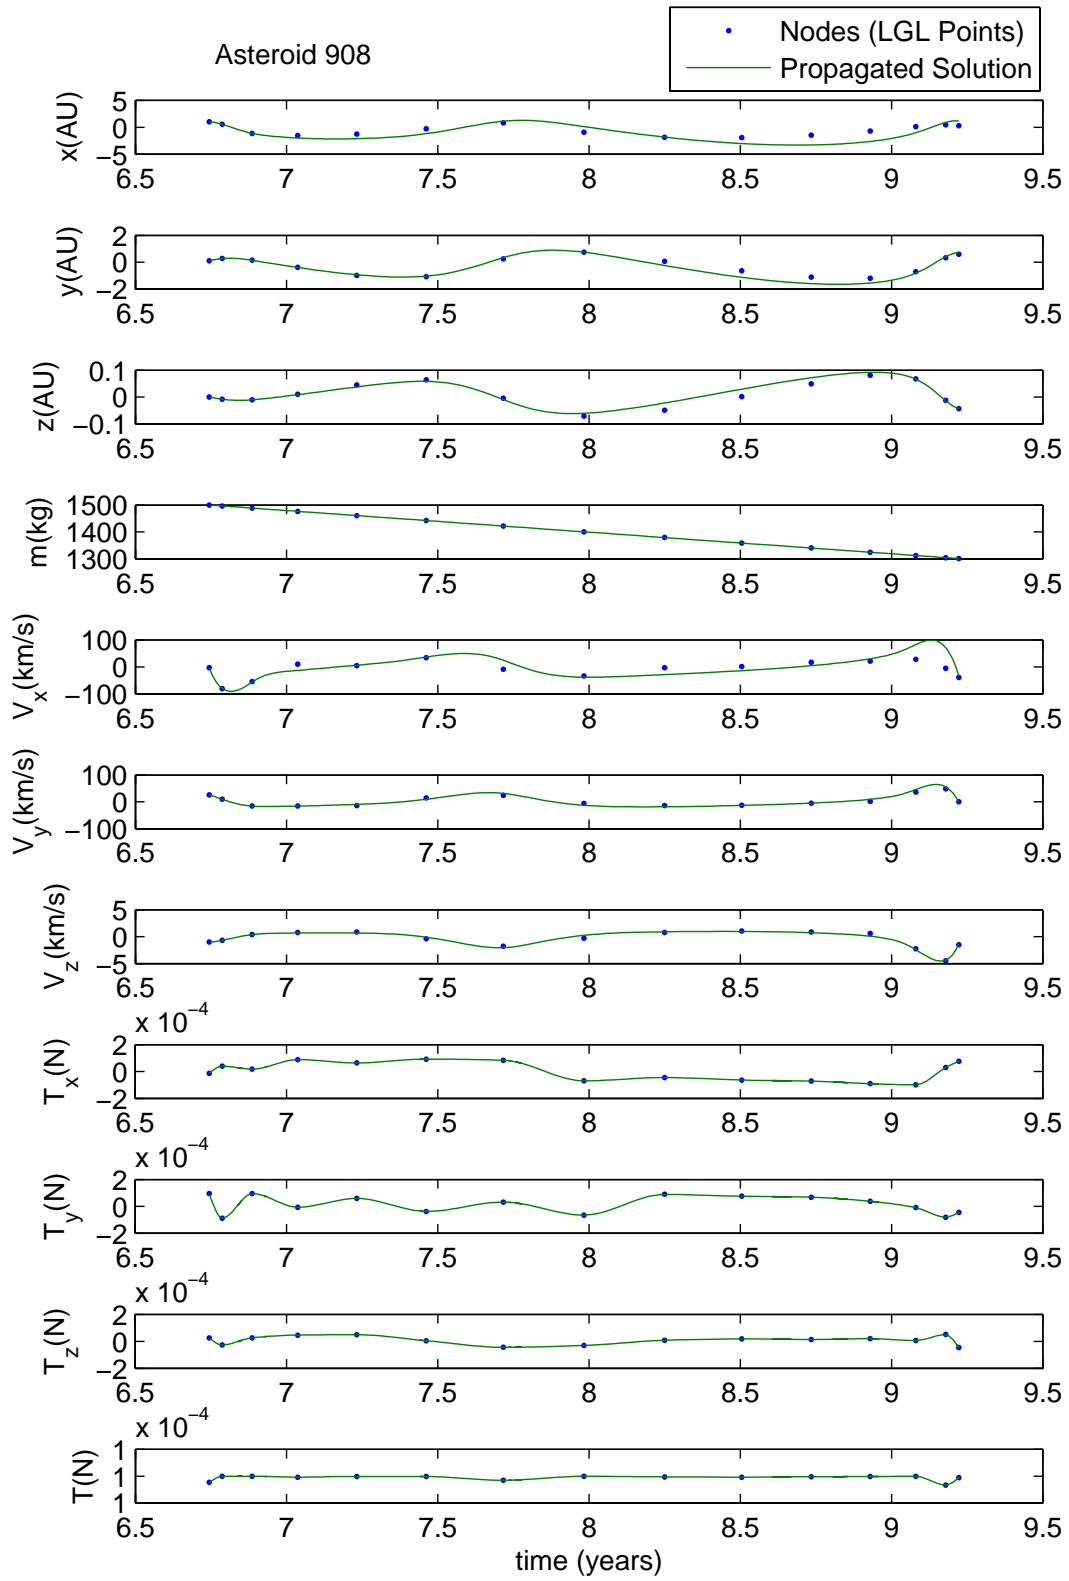 Asteroid 908
Nodes (LGL Points)
Propagated Solution
x(AU)
5
0
−5
6.5 7 7.5 8 8.5 9 9.5
y(AU)
2
0
−2
6.5 7 7.5 8 8.5 9 9.5
z(AU)
0.1
0
−0.1
6.5 7 7.5 8 8.5 9 9.5
m(kg)
1500
1400
1300
6.5 7 7.5 8 8.5 9 9.5
V_x(km/s)
100
0
−100
6.5 7 7.5 8 8.5 9 9.5
V_y(km/s)
100
0
−100
6.5 7 7.5 8 8.5 9 9.5
V_z(km/s)
5
0
−5
6.5 7 7.5 8 8.5 9 9.5
x 10^−4
T_x(N)
2
0
−2
6.5 7 7.5 8 8.5 9 9.5
x 10^−4
T_y(N)
2
0
−2
6.5 7 7.5 8 8.5 9 9.5
x 10^−4
T_z(N)
2
0
−2
6.5 7 7.5 8 8.5 9 9.5
x 10^−4
T(N)
1
1
1
6.5 7 7.5 8 8.5 9 9.5
time (years)